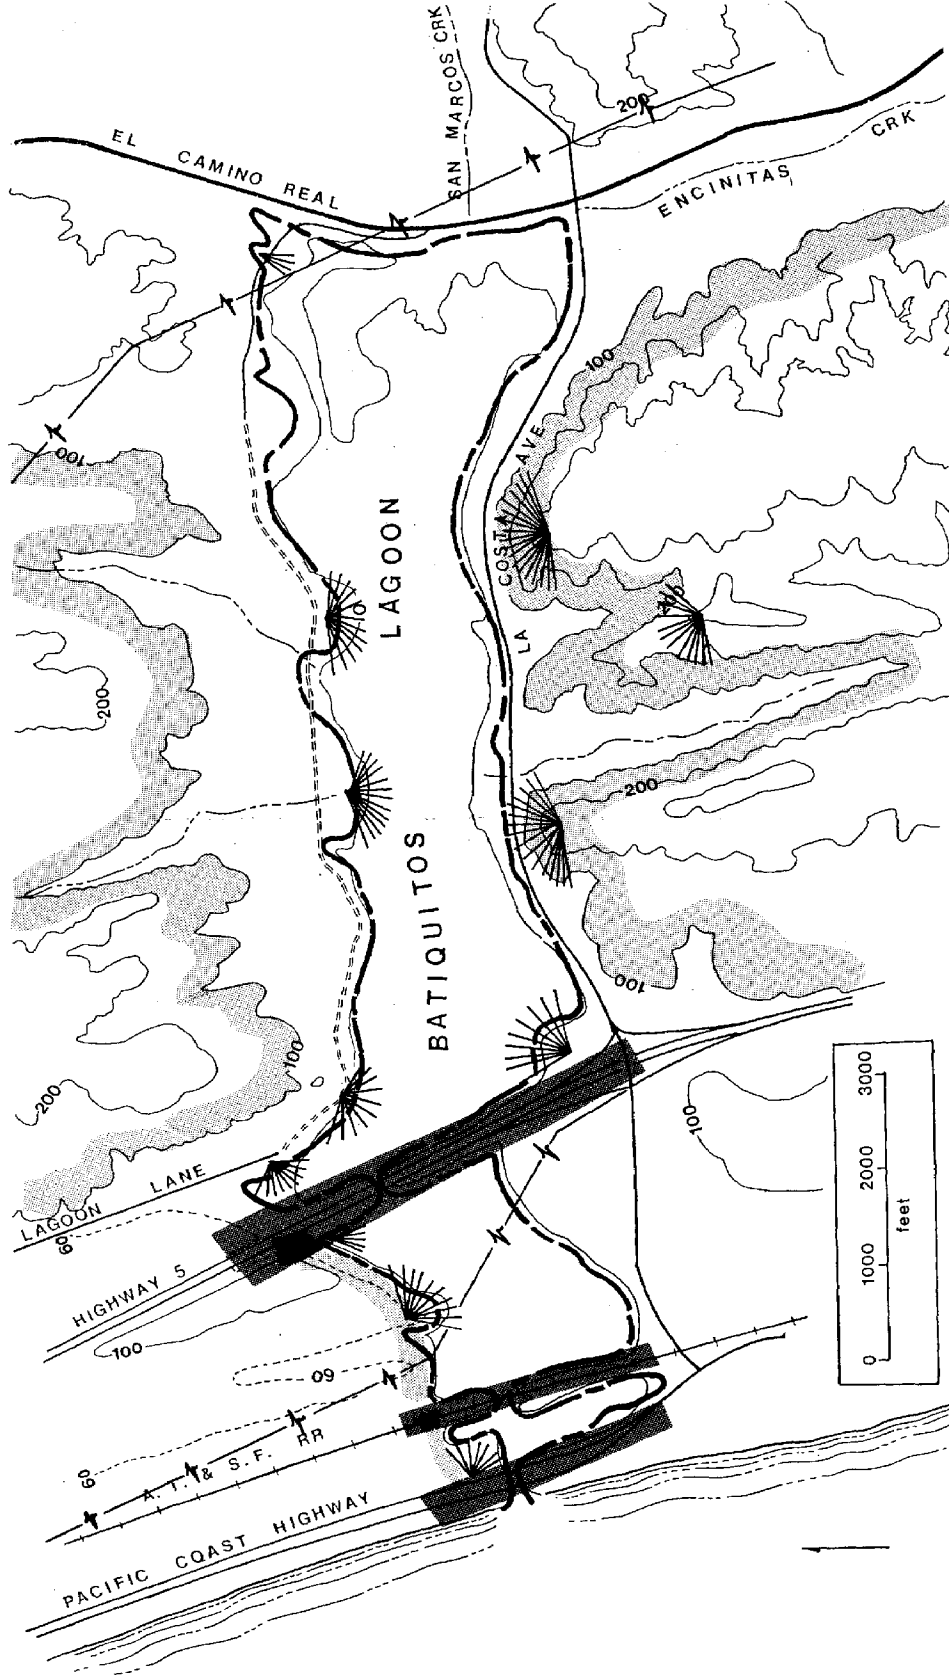 SAN MARCOS CRK
200
EL CAMINO REAL
ENCINITAS CRK
100
100
LA COSTA AVE
BATIQUITOS LAGOON
200
200
100
100
200
LAGOON LANE
60
HIGHWAY 5
100
100
60
60
A. T. & S. F. RR
PACIFIC COAST HIGHWAY
0 1000 2000 3000
feet